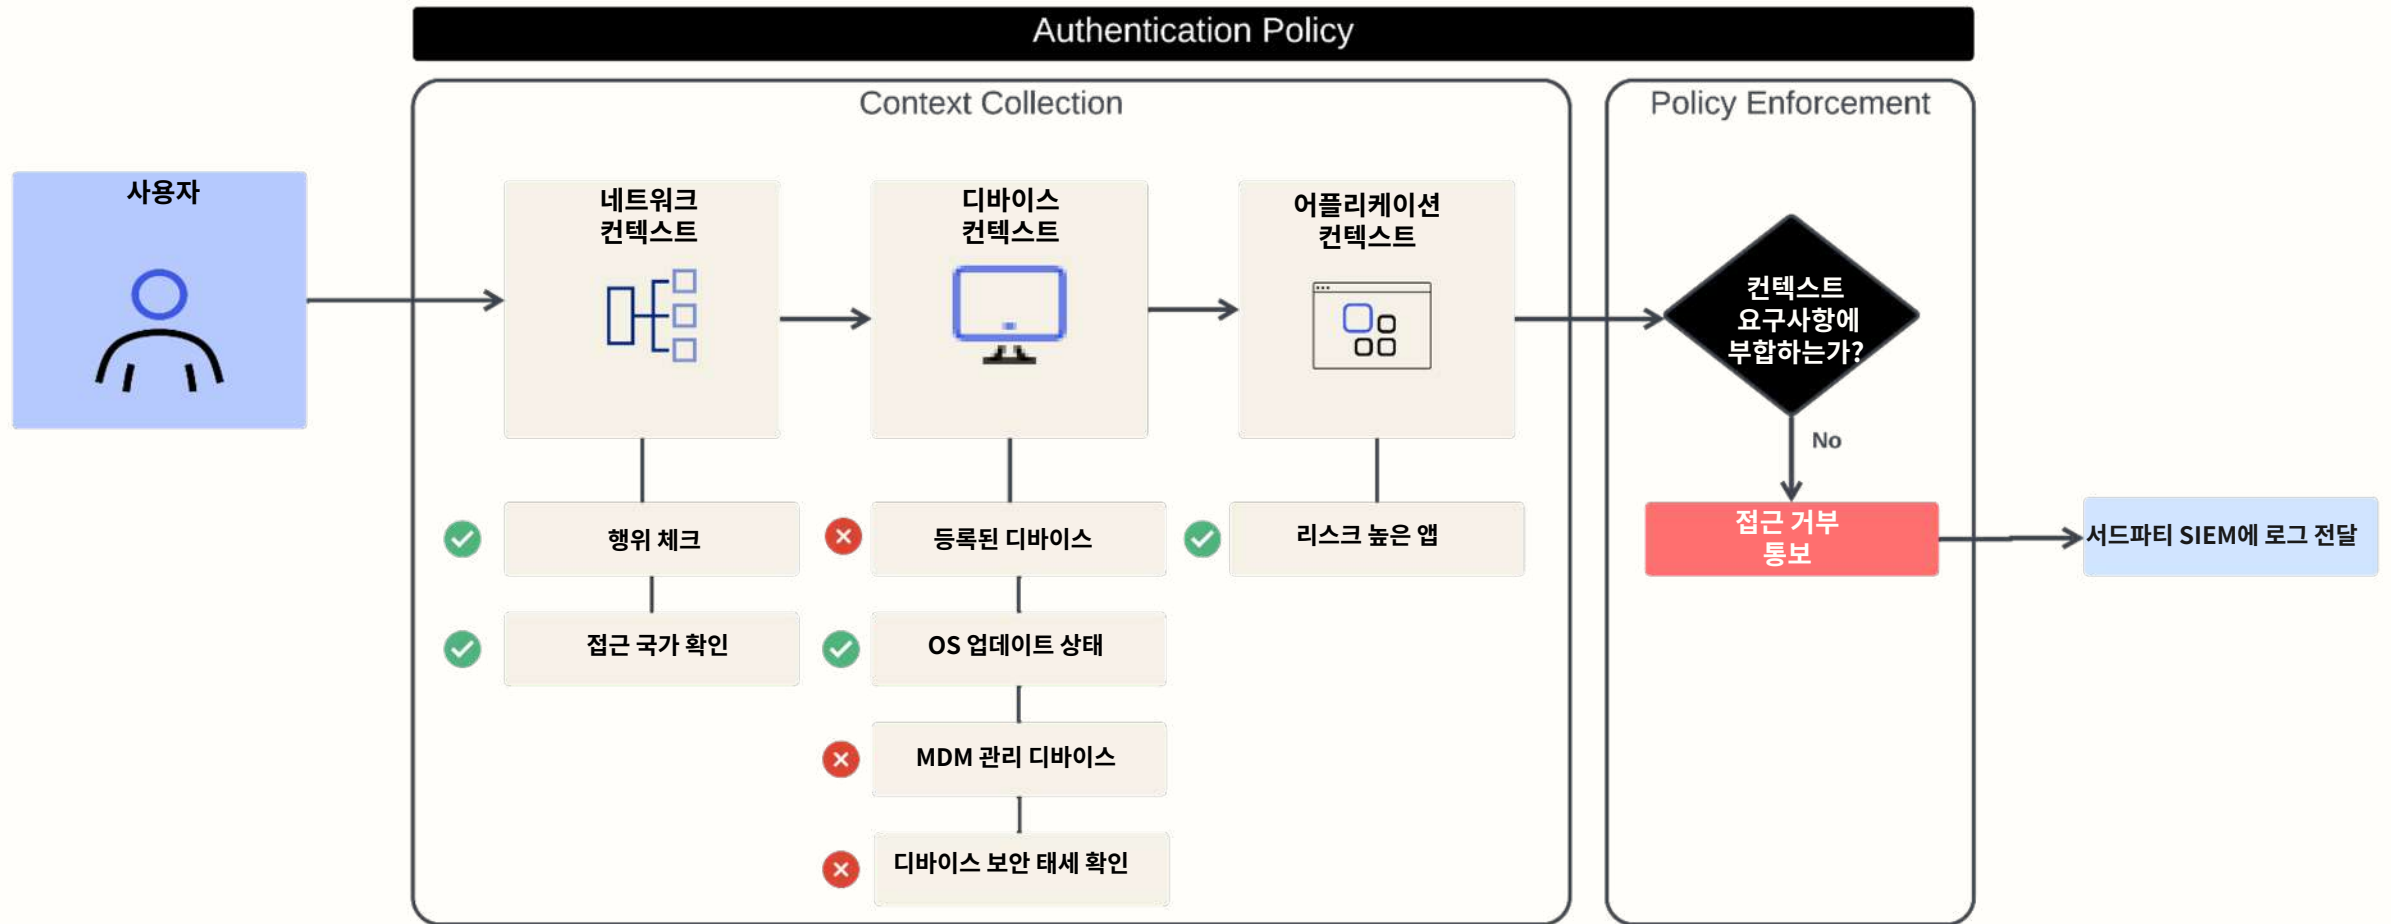 Authentication Policy
Context Collection
Policy Enforcement
사용자
네트워크
컨텍스트
디바이스
컨텍스트
어플리케이션
컨텍스트
컨텍스트
요구사항에
부합하는가?
No
행위 체크
등록된 디바이스
리스크 높은 앱
접근 거부
통보
서드파티 SIEM에 로그 전달
접근 국가 확인
OS 업데이트 상태
MDM 관리 디바이스
디바이스 보안 태세 확인